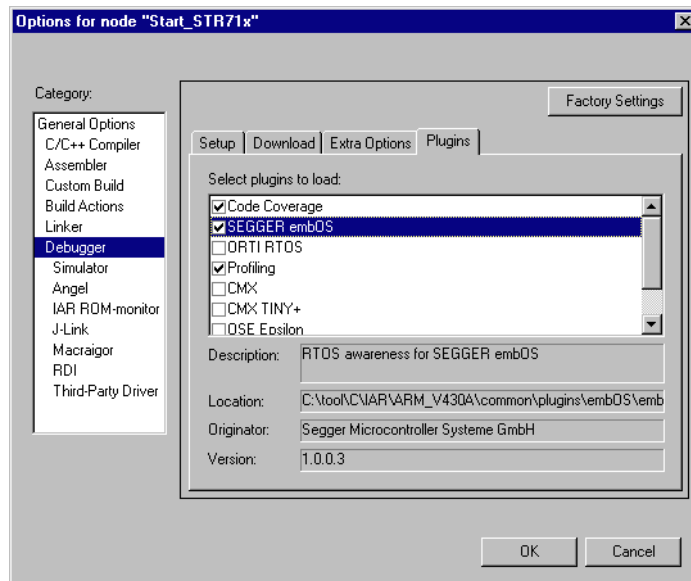 Options for node "Start_STR71x"
Category:
Factory Settings
General Options
C/C++ Compiler
Assembler
Custom Build
Build Actions
Linker
Debugger
Simulator
Angel
IAR ROM-monitor
J-Link
Macraigor
RDI
Third-Party Driver
Setup Download Extra Options Plugins
Select plugins to load:
Code Coverage
SEGGER embOS
ORTI RTOS
Profiling
CMX
CMX TINY+
OSE Epsilon
Description: RTOS awareness for SEGGER embOS
Location: C:\tool\C\IAR\ARM_V430A\common\plugins\embOS\emb
Originator: Segger Microcontroller Systeme GmbH
Version: 1.0.0.3
OK Cancel